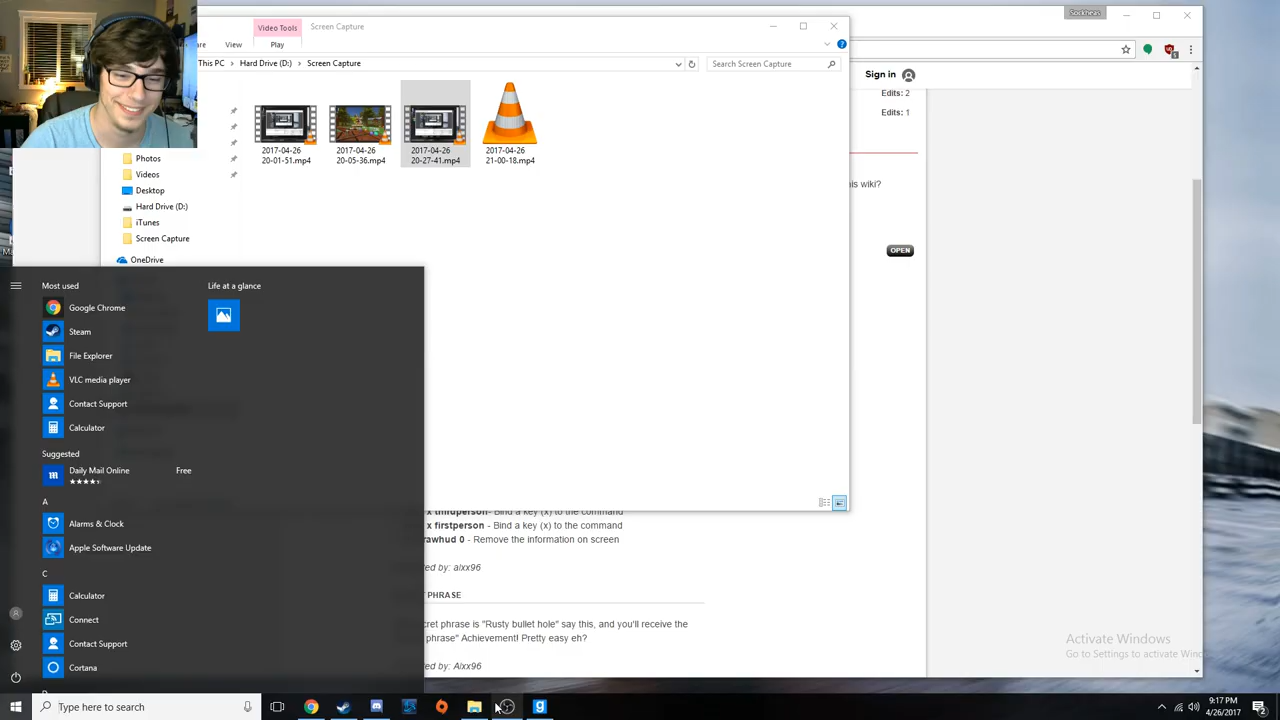 Video Tools
Screen Capture
Sockheas
are
View
Play
This PC
Hard Drive (D:)
Screen Capture
Search Screen Capture
Sign in
Edits: 2
Edits: 1
2017-04-26
20-01-51.mp4
2017-04-26
20-05-36.mp4
2017-04-26
20-27-41.mp4
2017-04-26
21-00-18.mp4
Photos
Videos
Desktop
Hard Drive (D:)
iTunes
Screen Capture
OneDrive
his wiki?
OPEN
Most used
Life at a glance
Google Chrome
Steam
File Explorer
VLC media player
Contact Support
Calculator
Suggested
Daily Mail Online
Free
A
Alarms & Clock
Apple Software Update
C
Calculator
Connect
Contact Support
Cortana
x thirdperson- Bind a key (x) to the command
x firstperson - Bind a key (x) to the command
rawhud 0 - Remove the information on screen
ed by: alxx96
PHRASE
cret phrase is "Rusty bullet hole" say this, and you'll receive the
phrase" Achievement! Pretty easy eh?
ed by: Alxx96
Activate Windows
Go to Settings to activate Windo
Type here to search
9:17 PM
4/26/2017
2